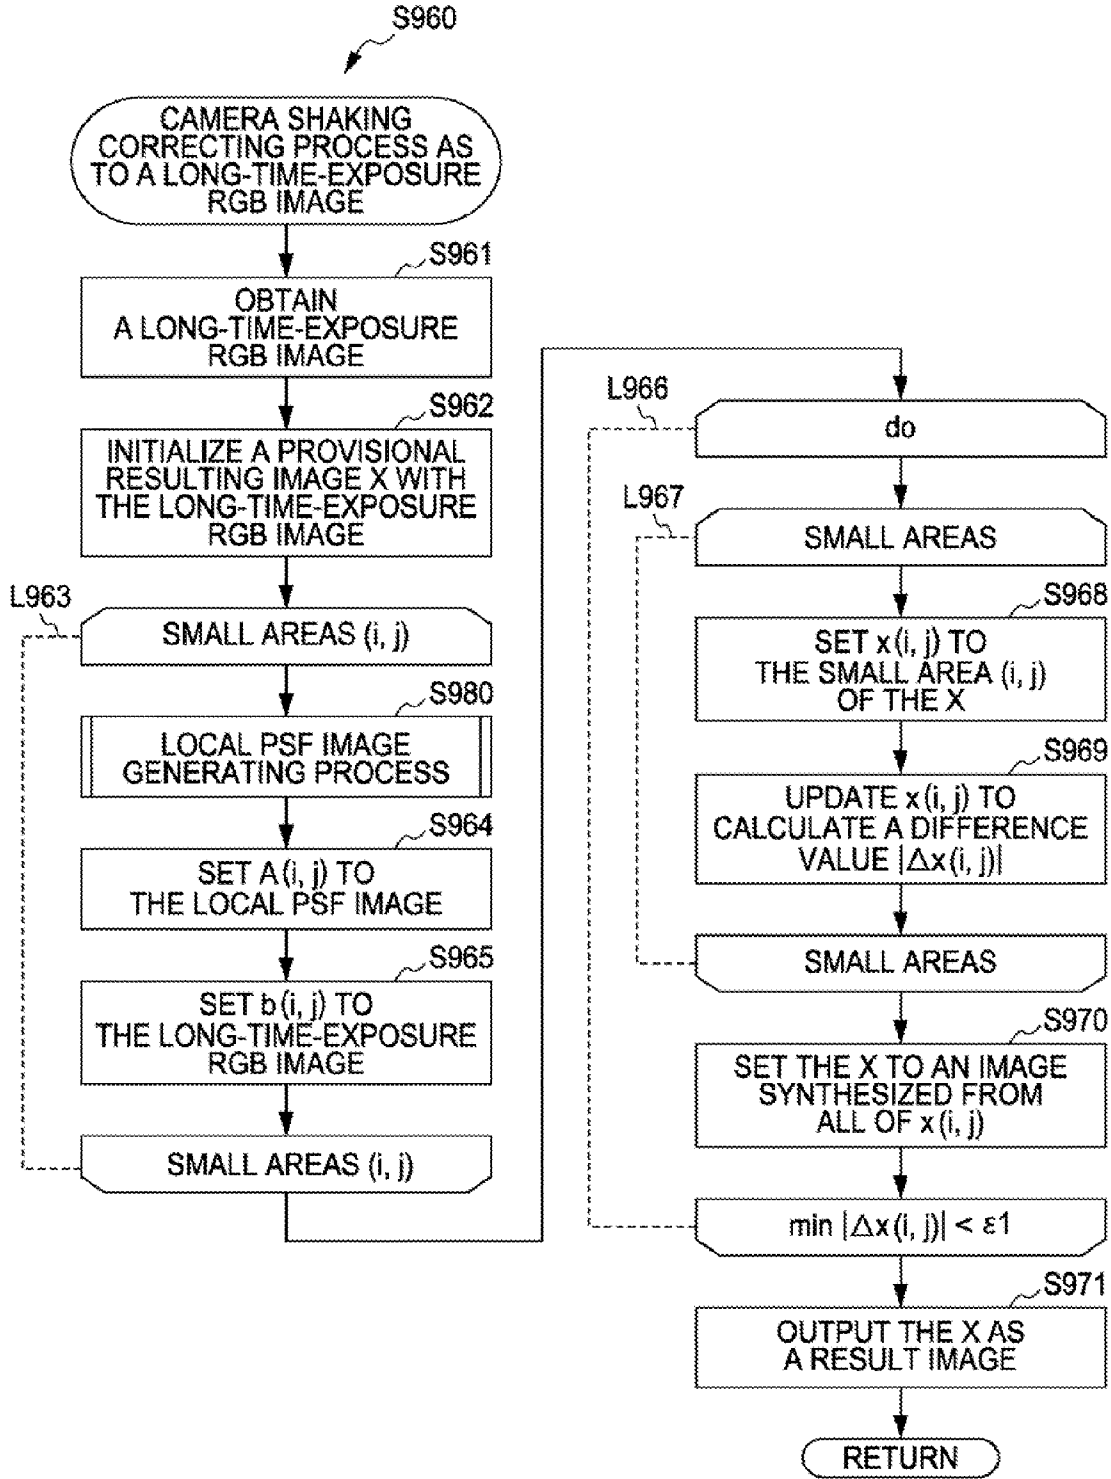 S960
CAMERA SHAKING
CORRECTING PROCESS AS
TO A LONG-TIME-EXPOSURE
RGB IMAGE
S961
OBTAIN
A LONG-TIME-EXPOSURE
RGB IMAGE
S962
INITIALIZE A PROVISIONAL
RESULTING IMAGE X WITH
THE LONG-TIME-EXPOSURE
RGB IMAGE
L963
SMALL AREAS (i, j)
S980
LOCAL PSF IMAGE
GENERATING PROCESS
S964
SET A(i, j) TO
THE LOCAL PSF IMAGE
S965
SET b(i, j) TO
THE LONG-TIME-EXPOSURE
RGB IMAGE
SMALL AREAS (i, j)
L966
do
L967
SMALL AREAS
S968
SET x(i, j) TO
THE SMALL AREA (i, j)
OF THE X
S969
UPDATE x(i, j) TO
CALCULATE A DIFFERENCE
VALUE |Δx(i, j)|
SMALL AREAS
S970
SET THE X TO AN IMAGE
SYNTHESIZED FROM
ALL OF x(i, j)
min |Δx(i, j)| < ε1
S971
OUTPUT THE X AS
A RESULT IMAGE
RETURN